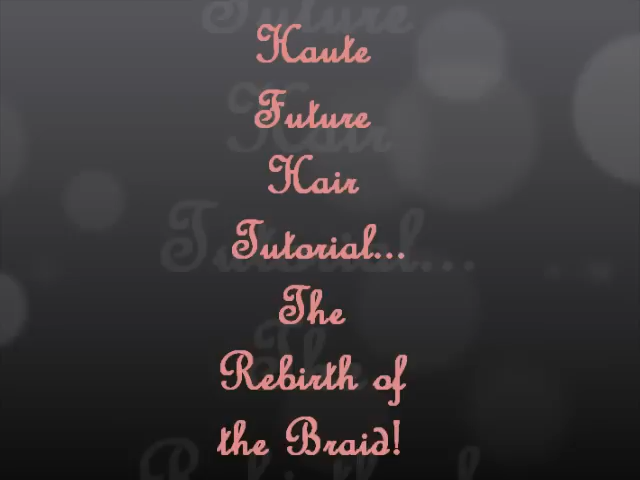 Haute
Future
Hair
Tutorial...
The
Rebirth of
the Braid!